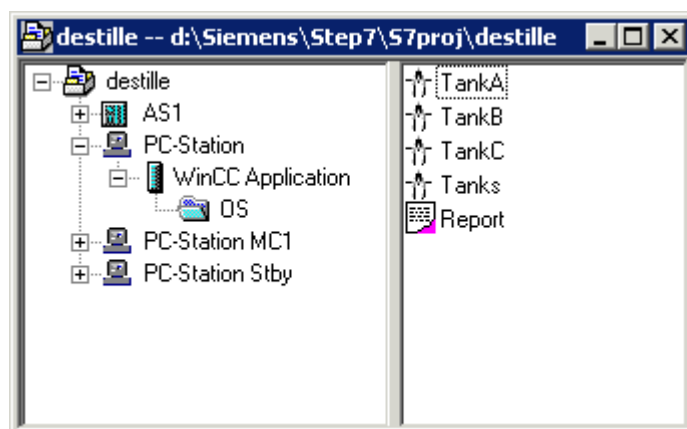 destille -- d:\Siemens\Step7\S7proj\destille
destille
AS1
PC-Station
WinCC Application
OS
PC-Station MC1
PC-Station Stby
TankA
TankB
TankC
Tanks
Report